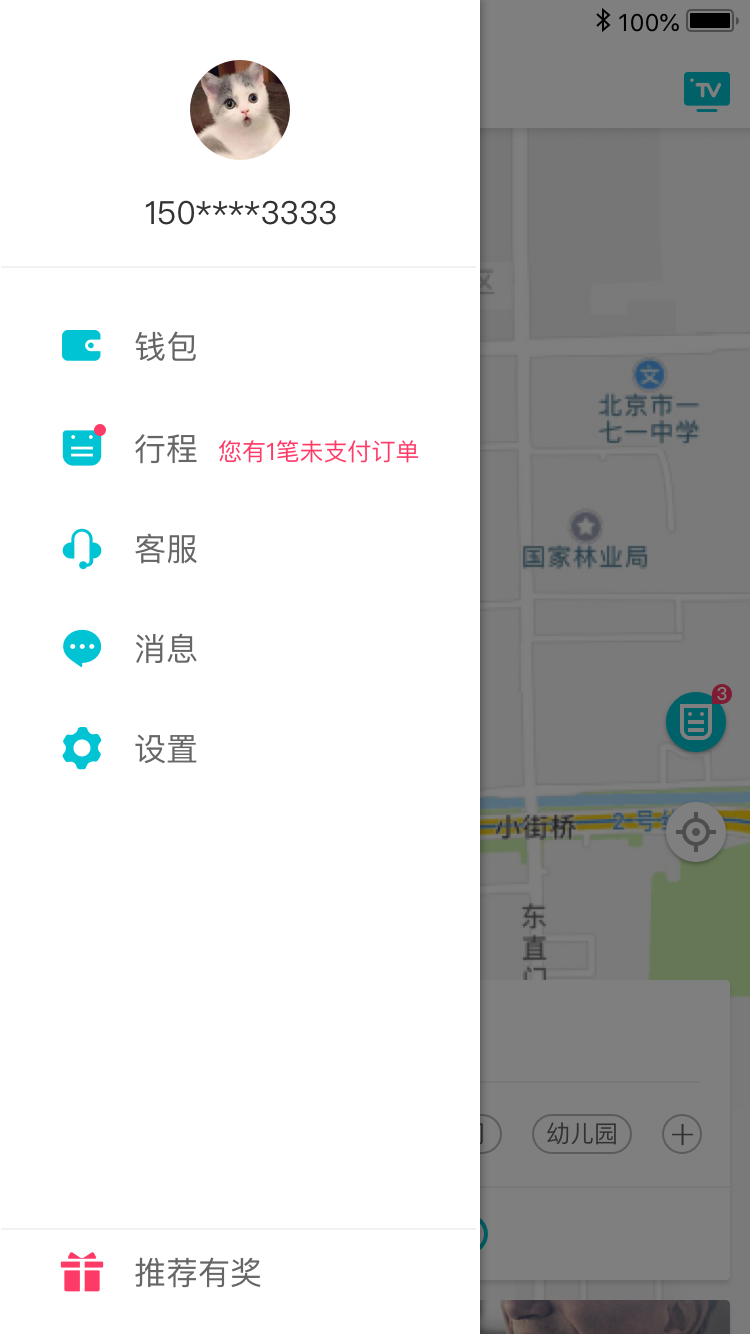 100%
TV
150****3333
钱包
行程 您有1笔未支付订单
客服
消息
设置
推荐有奖
区
文
北京市一
七一中学
国家林业局
3
小街桥
2号
东
直
门
幼儿园